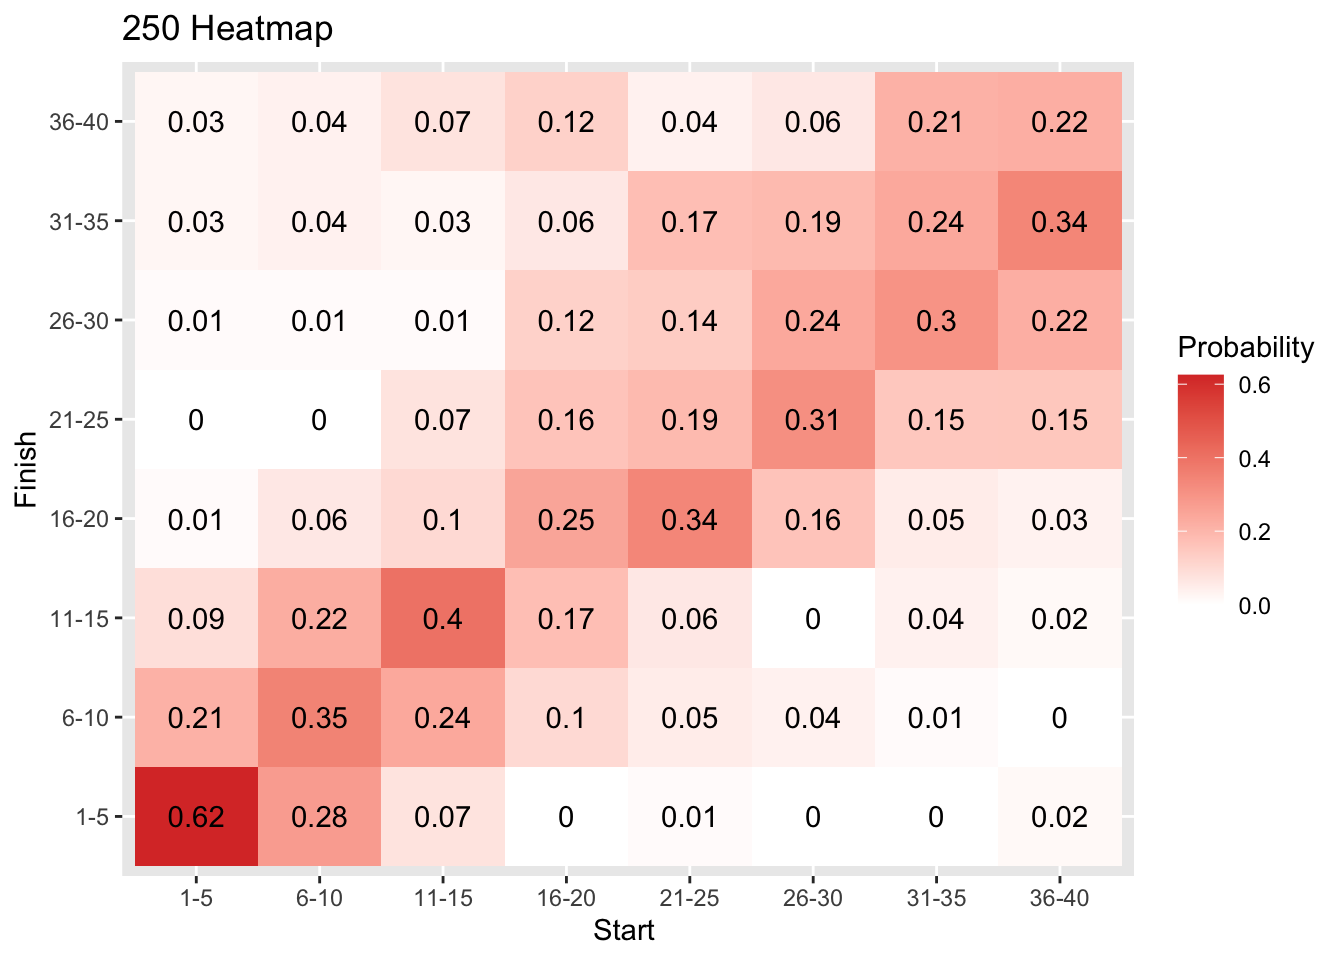 250 Heatmap
36-40 0.03 0.04 0.07 0.12 0.04 0.06 0.21 0.22
31-35 0.03 0.04 0.03 0.06 0.17 0.19 0.24 0.34
26-30 0.01 0.01 0.01 0.12 0.14 0.24 0.3 0.22
21-25 0 0 0.07 0.16 0.19 0.31 0.15 0.15
16-20 0.01 0.06 0.1 0.25 0.34 0.16 0.05 0.03
11-15 0.09 0.22 0.4 0.17 0.06 0 0.04 0.02
6-10 0.21 0.35 0.24 0.1 0.05 0.04 0.01 0
1-5 0.62 0.28 0.07 0 0.01 0 0 0.02
1-5 6-10 11-15 16-20 21-25 26-30 31-35 36-40
Start
Finish
Probability
0.6
0.4
0.2
0.0